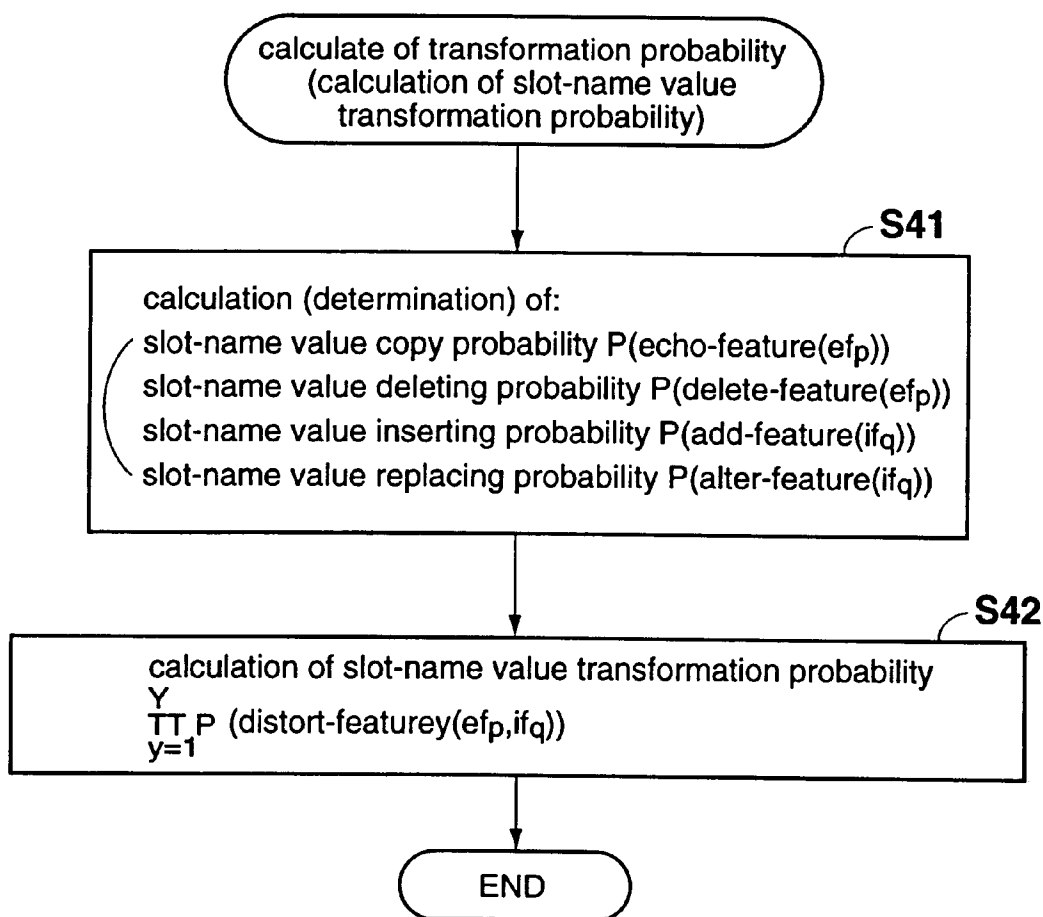 calculate of transformation probability
(calculation of slot-name value
transformation probability)
S41
calculation (determination) of:
slot-name value copy probability P(echo-feature(efp))
slot-name value deleting probability P(delete-feature(efp))
slot-name value inserting probability P(add-feature(ifq))
slot-name value replacing probability P(alter-feature(ifq))
S42
calculation of slot-name value transformation probability
Y
TT P (distort-featurey(efp,ifq))
y=1
END